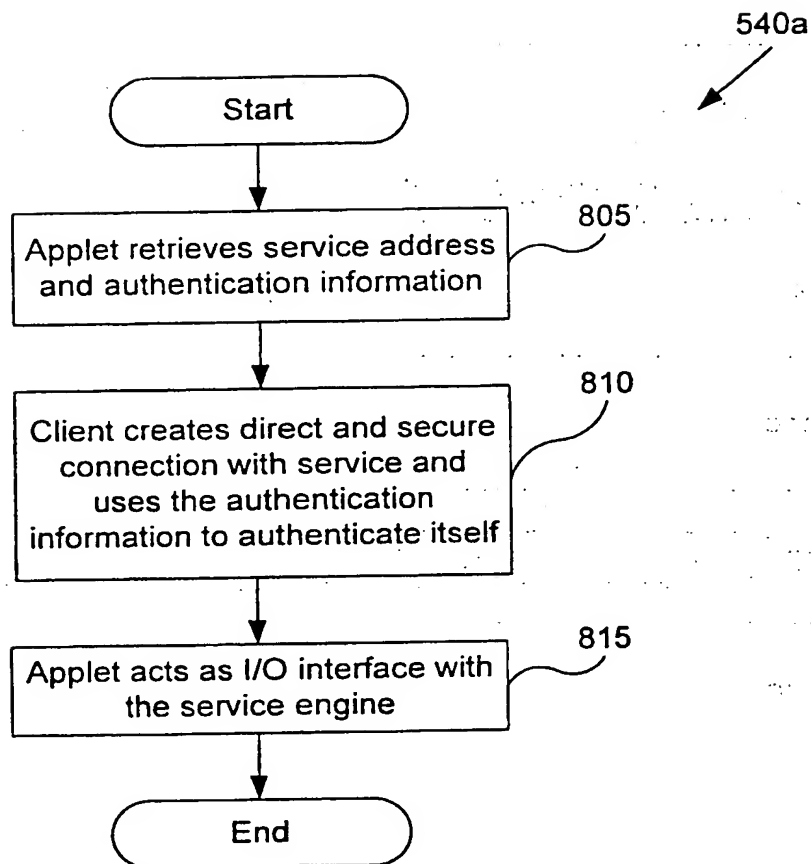 540a
Start
805
Applet retrieves service address
and authentication information
810
Client creates direct and secure
connection with service and
uses the authentication
information to authenticate itself
815
Applet acts as I/O interface with
the service engine
End